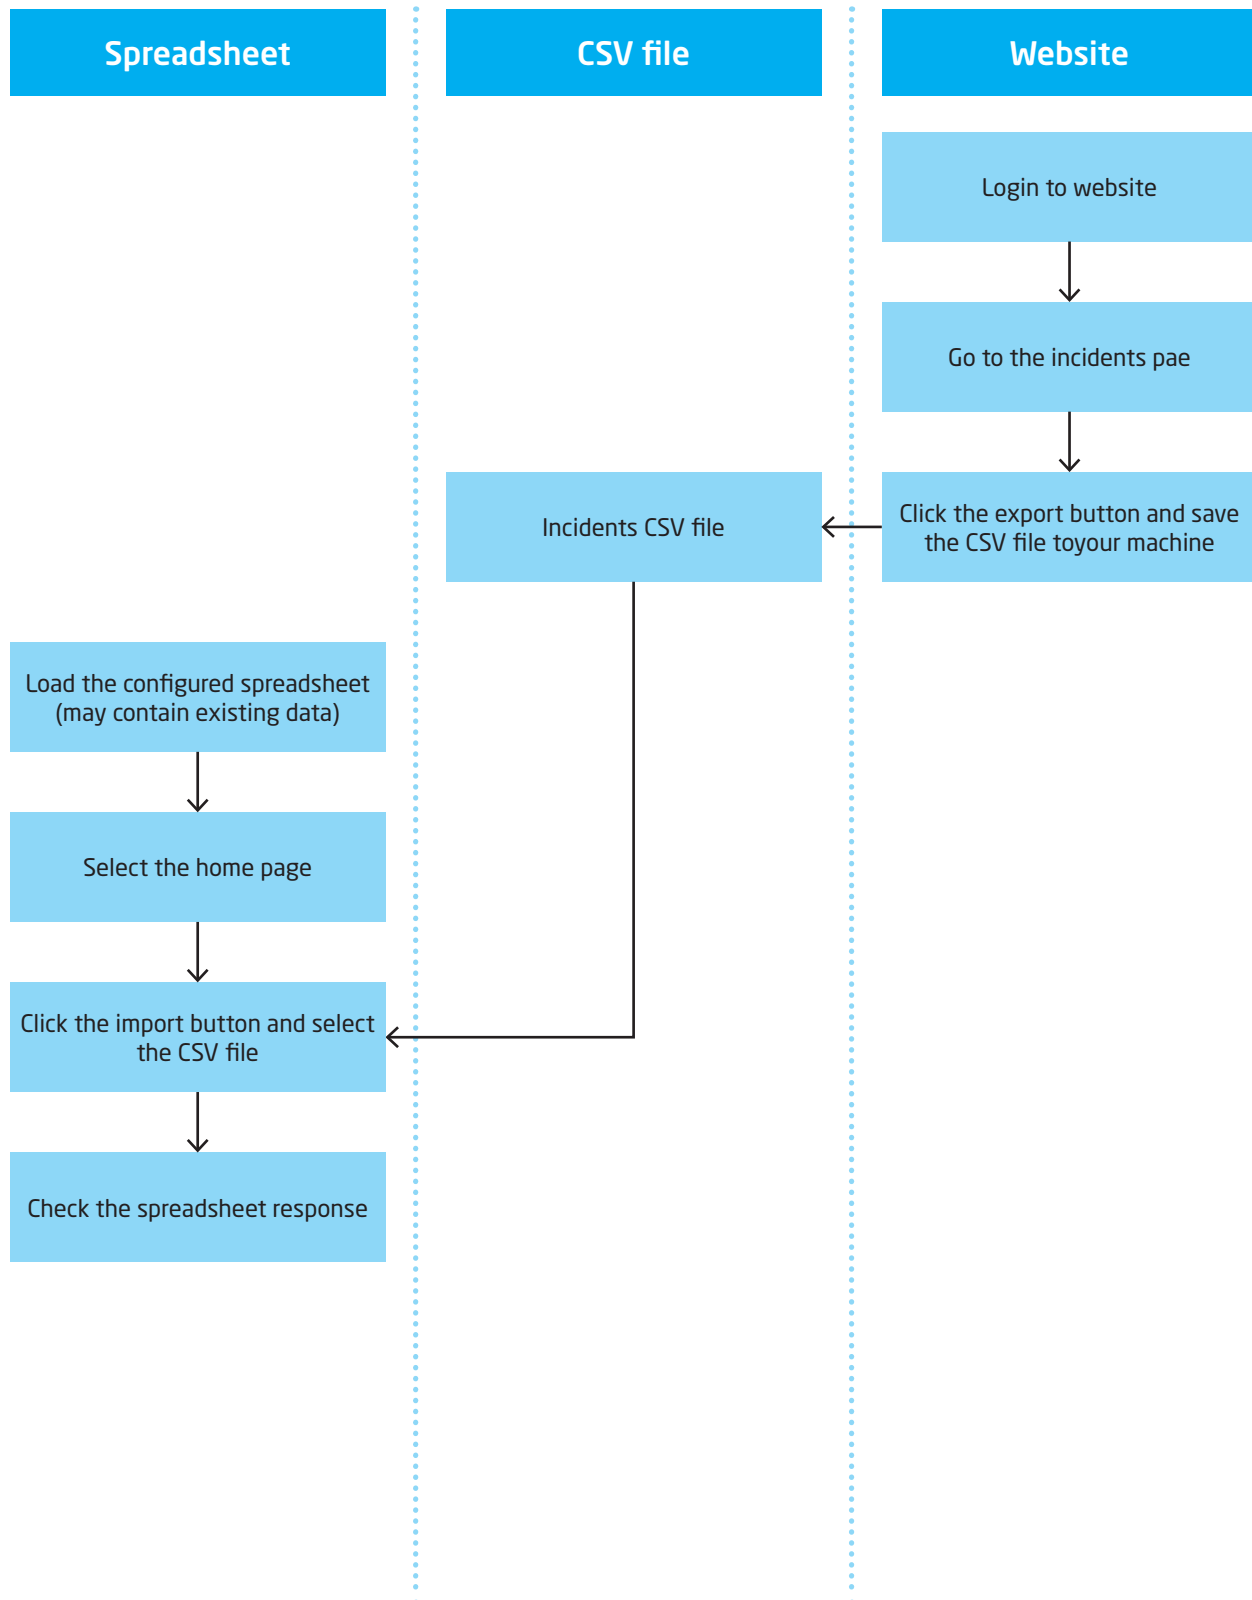 Spreadsheet
CSV file
Website
Login to website
Go to the incidents pae
Incidents CSV file
Click the export button and save
the CSV file toyour machine
Load the configured spreadsheet
(may contain existing data)
Select the home page
Click the import button and select
the CSV file
Check the spreadsheet response